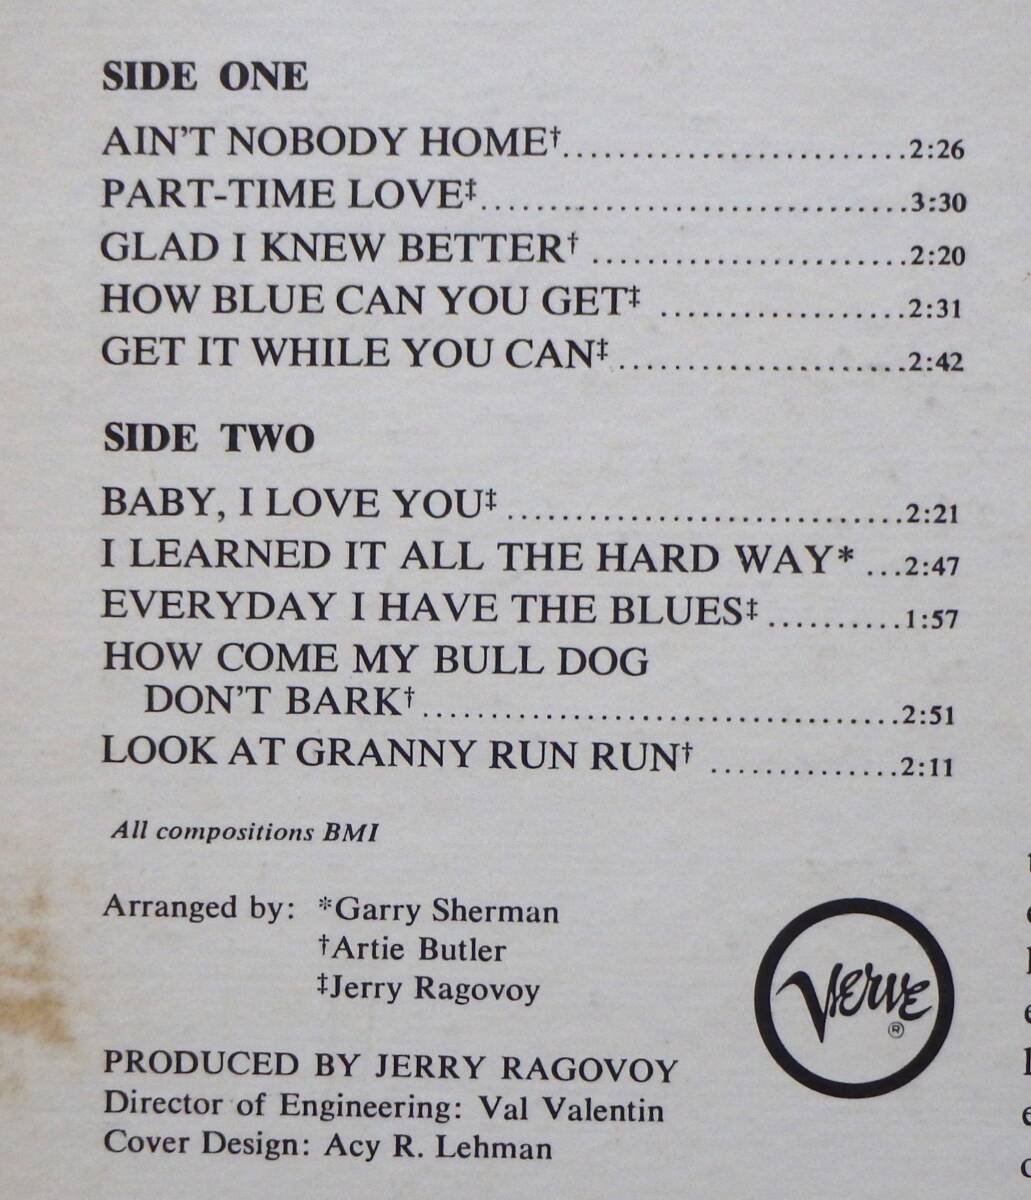 SIDE ONE
AIN'T NOBODY HOME†.........................2:26
PART-TIME LOVE‡...............................3:30
GLAD I KNEW BETTER† .......................2:20
HOW BLUE CAN YOU GET‡ ..................2:31
GET IT WHILE YOU CAN‡.....................2:42
SIDE TWO
BABY, I LOVE YOU‡ .............................2:21
I LEARNED IT ALL THE HARD WAY* ...2:47
EVERYDAY I HAVE THE BLUES‡ ..........1:57
HOW COME MY BULL DOG
DON'T BARK†...................................2:51
LOOK AT GRANNY RUN RUN† ..............2:11
All compositions BMI
Arranged by: *Garry Sherman
†Artie Butler
‡Jerry Ragovoy
VERVE
®
PRODUCED BY JERRY RAGOVOY
Director of Engineering: Val Valentin
Cover Design: Acy R. Lehman